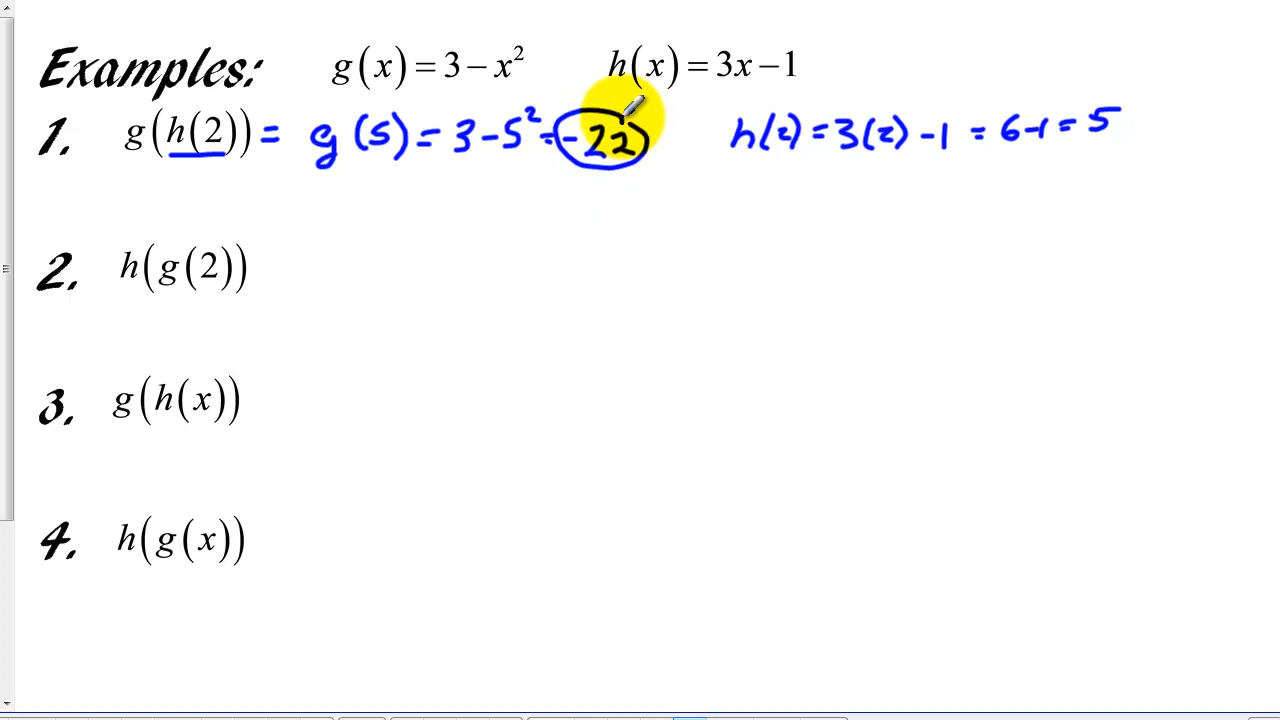 Examples: g(x) = 3 − x² h(x) = 3x − 1
1. g(h(2)) = g(5) = 3 - 5² = -22 h(2) = 3(2) - 1 = 6-1 = 5
2. h(g(2))
3. g(h(x))
4. h(g(x))